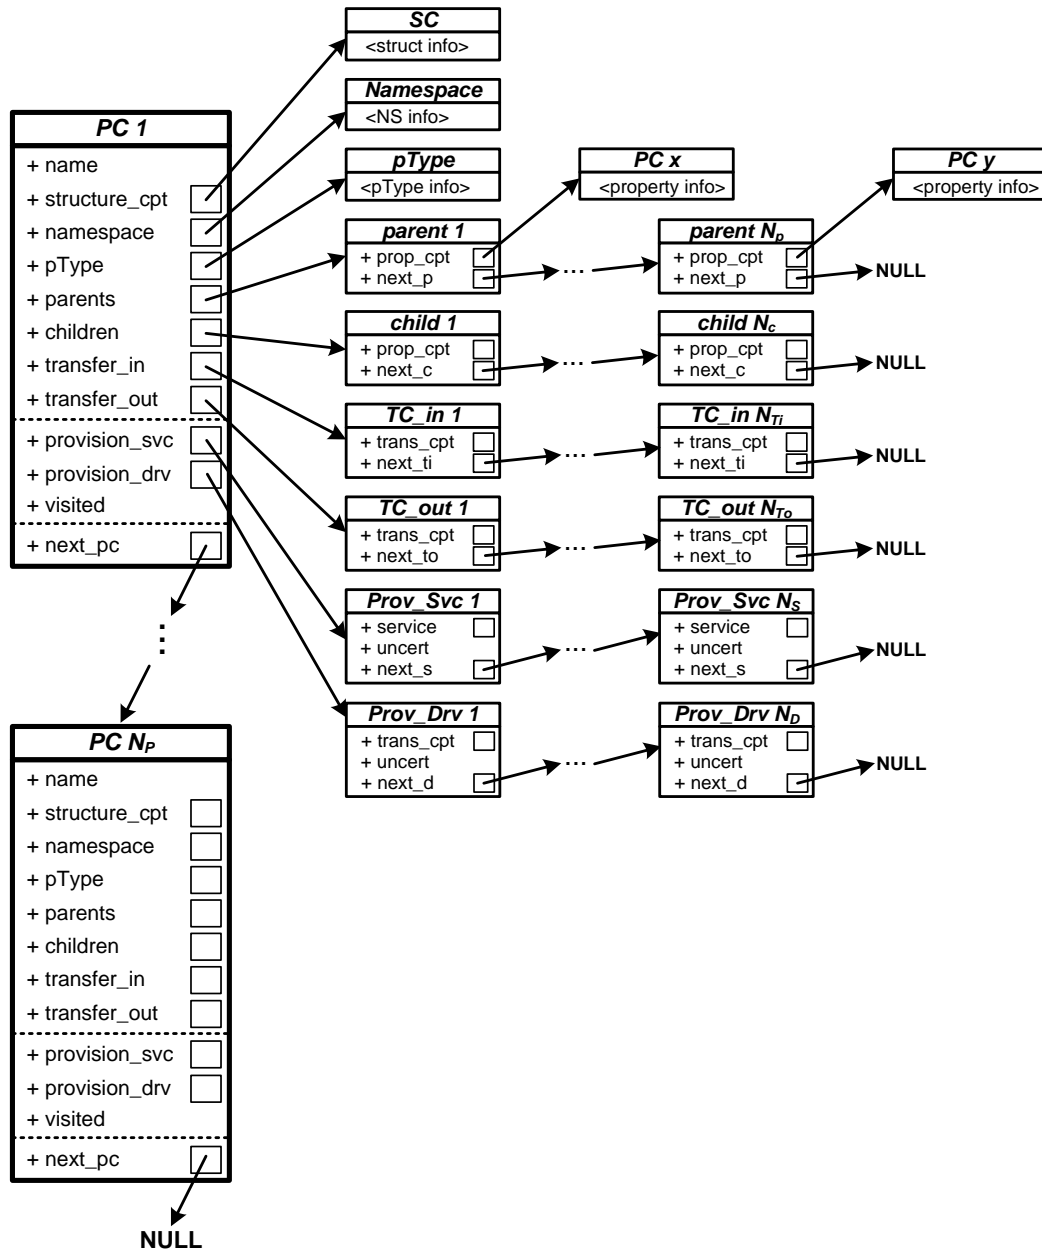 SC
<struct info>
Namespace
<NS info>
PC 1
+ name
+ structure_cpt
+ namespace
+ pType
+ parents
+ children
+ transfer_in
+ transfer_out
+ provision_svc
+ provision_drv
+ visited
+ next_pc
pType
<pType info>
PC x
<property info>
PC y
<property info>
parent 1
+ prop_cpt
+ next_p
...
parent Np
+ prop_cpt
+ next_p
NULL
child 1
+ prop_cpt
+ next_c
...
child Nc
+ prop_cpt
+ next_c
NULL
TC_in 1
+ trans_cpt
+ next_ti
...
TC_in NTi
+ trans_cpt
+ next_ti
NULL
TC_out 1
+ trans_cpt
+ next_to
...
TC_out NTo
+ trans_cpt
+ next_to
NULL
Prov_Svc 1
+ service
+ uncert
+ next_s
...
Prov_Svc NS
+ service
+ uncert
+ next_s
NULL
Prov_Drv 1
+ trans_cpt
+ uncert
+ next_d
...
Prov_Drv ND
+ trans_cpt
+ uncert
+ next_d
NULL
...
PC NP
+ name
+ structure_cpt
+ namespace
+ pType
+ parents
+ children
+ transfer_in
+ transfer_out
+ provision_svc
+ provision_drv
+ visited
+ next_pc
NULL